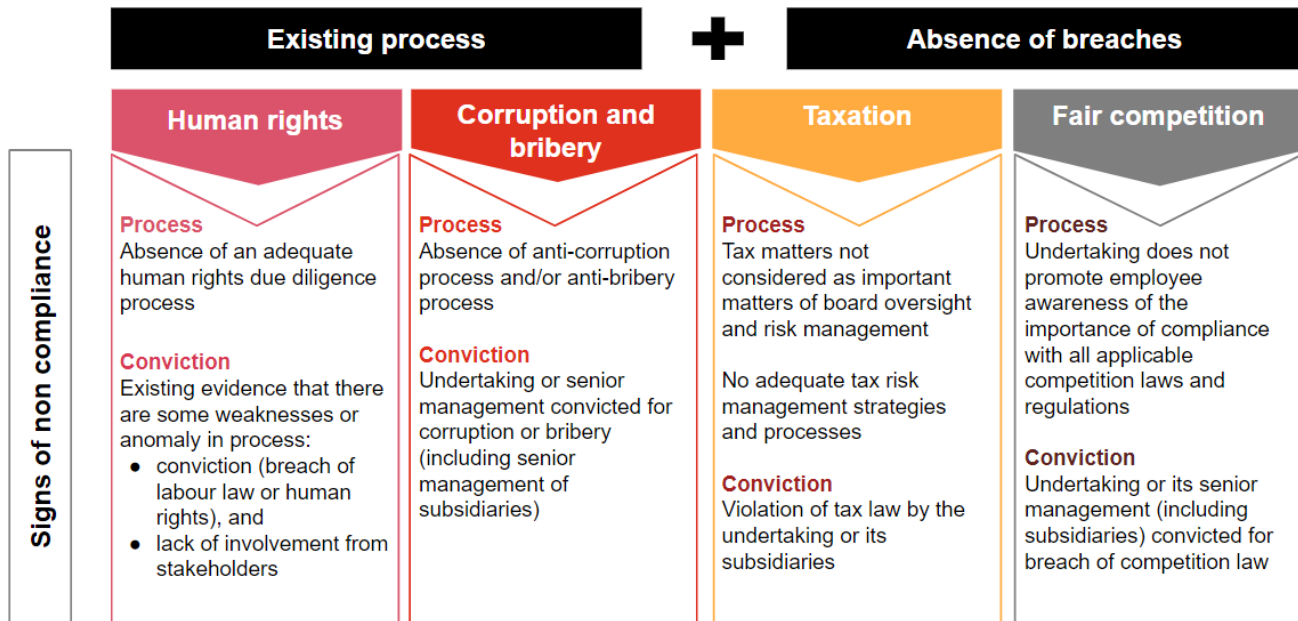 Existing process
Absence of breaches
Human rights
Corruption and
bribery
Taxation
Fair competition
Signs of non compliance
Process
Absence of an adequate
human rights due diligence
process
Conviction
Existing evidence that there
are some weaknesses or
anomaly in process:
● conviction (breach of
labour law or human
rights), and
● lack of involvement from
stakeholders
Process
Absence of anti-corruption
process and/or anti-bribery
process
Conviction
Undertaking or senior
management convicted for
corruption or bribery
(including senior
management of
subsidiaries)
Process
Tax matters not
considered as important
matters of board oversight
and risk management
No adequate tax risk
management strategies
and processes
Conviction
Violation of tax law by the
undertaking or its
subsidiaries
Process
Undertaking does not
promote employee
awareness of the
importance of compliance
with all applicable
competition laws and
regulations
Conviction
Undertaking or its senior
management (including
subsidiaries) convicted for
breach of competition law